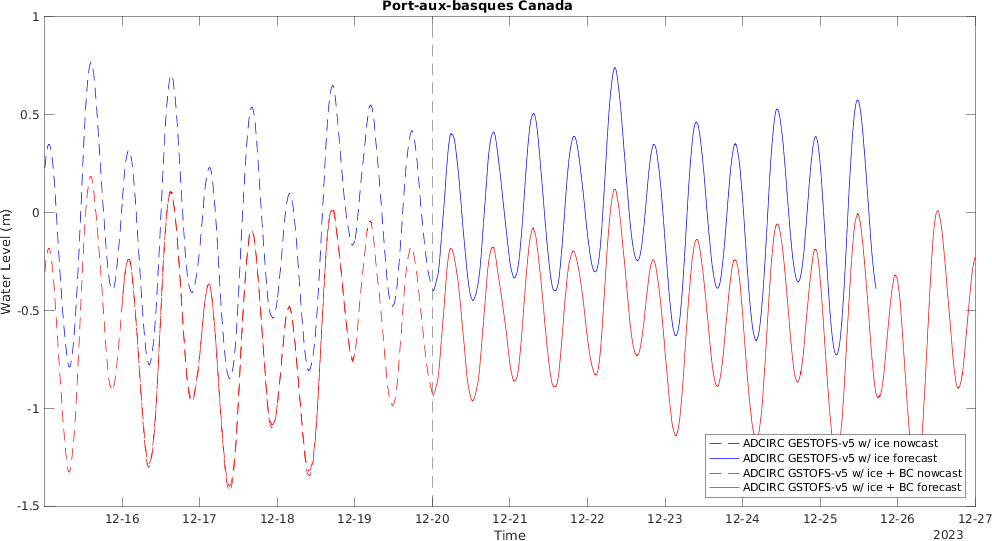 Port-aux-basques Canada
1
0.5
0
-0.5
-1
-1.5
Water Level (m)
ADCIRC GESTOFS-v5 w/ ice nowcast
ADCIRC GESTOFS-v5 w/ ice forecast
ADCIRC GSTOFS-v5 w/ ice + BC nowcast
ADCIRC GSTOFS-v5 w/ ice + BC forecast
12-16 12-17 12-18 12-19 12-20 12-21 12-22 12-23 12-24 12-25 12-26 12-27
Time
2023